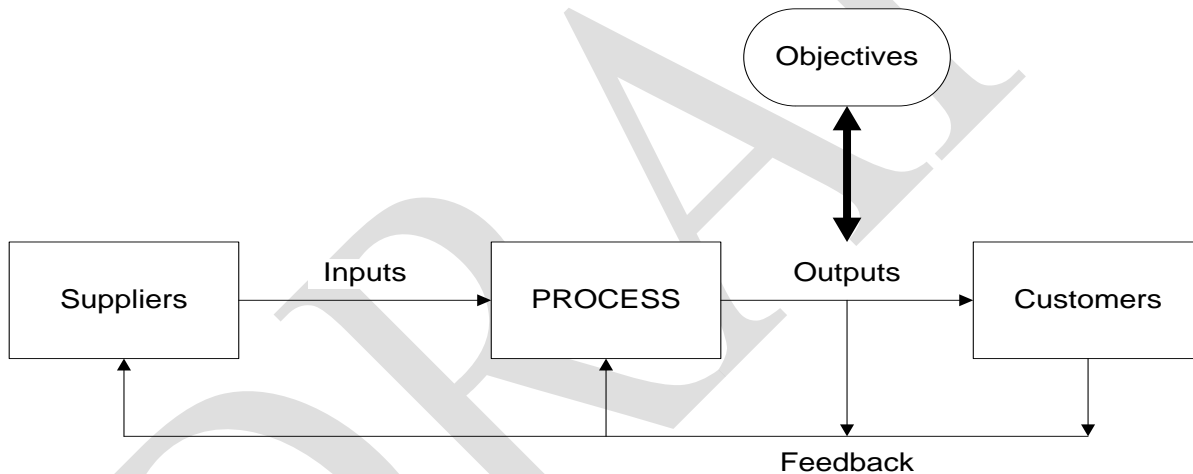 Objectives
Inputs
Outputs
Suppliers
PROCESS
Customers
Feedback